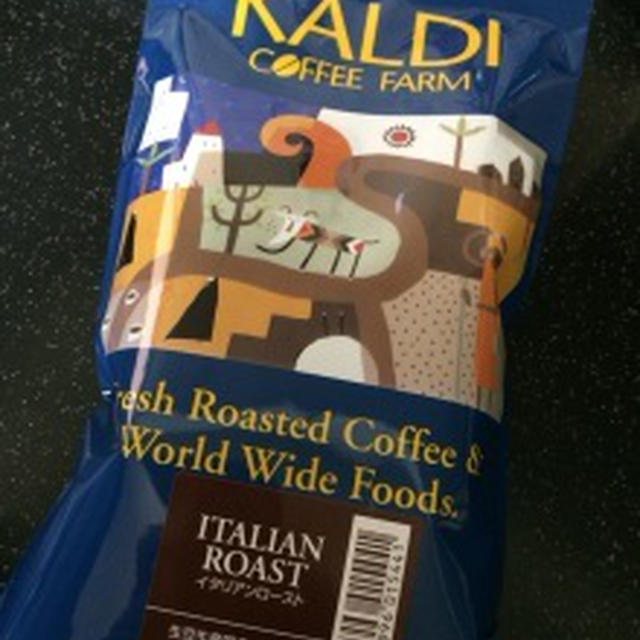 KALDI
COFFEE FARM
resh Roasted Coffee &
World Wide Foods.
ITALIAN
ROAST
イタリアンロースト